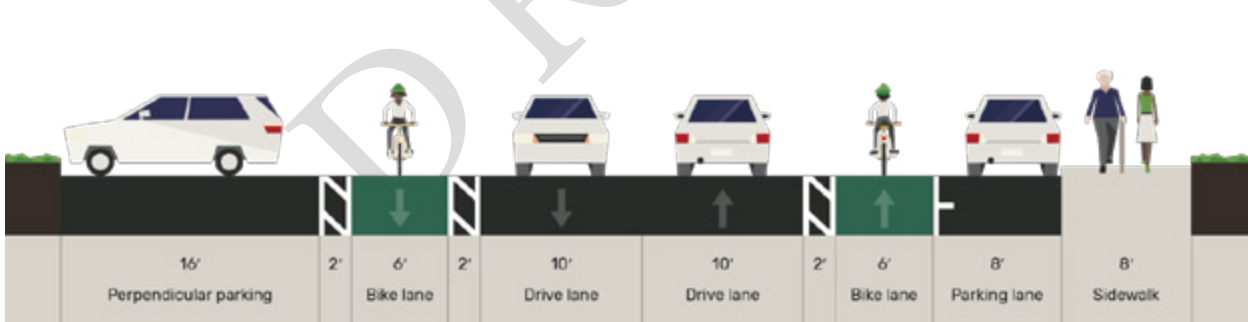 DR
16' 2' 6' 2' 10' 10' 2' 6' 8' 8'
Perpendicular parking Bike lane Drive lane Drive lane Bike lane Parking lane Sidewalk